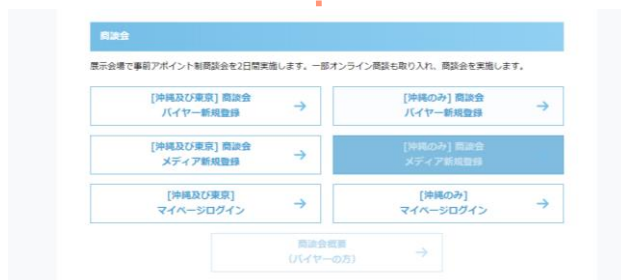 商談会
展示会場で事前アポイント制商談会を2日間実施します。一部オンライン商談も取り入れ、商談会を実施します。
[沖縄及び東京] 商談会
バイヤー新規登録
[沖縄のみ] 商談会
バイヤー新規登録
[沖縄及び東京] 商談会
メディア新規登録
[沖縄のみ] 商談会
メディア新規登録
[沖縄及び東京]
マイページログイン
[沖縄のみ]
マイページログイン
商談会概要
(バイヤーの方)